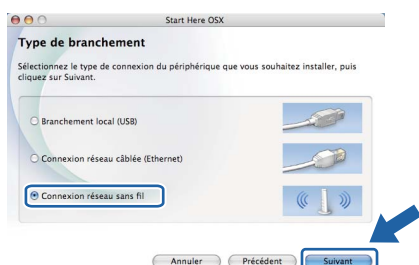 Start Here OSX
Type de branchement
Sélectionnez le type de connexion du périphérique que vous souhaitez installer, puis
cliquez sur Suivant.
Branchement local (USB)
Connexion réseau câblée (Ethernet)
Connexion réseau sans fil
Annuler
Précédent
Suivant